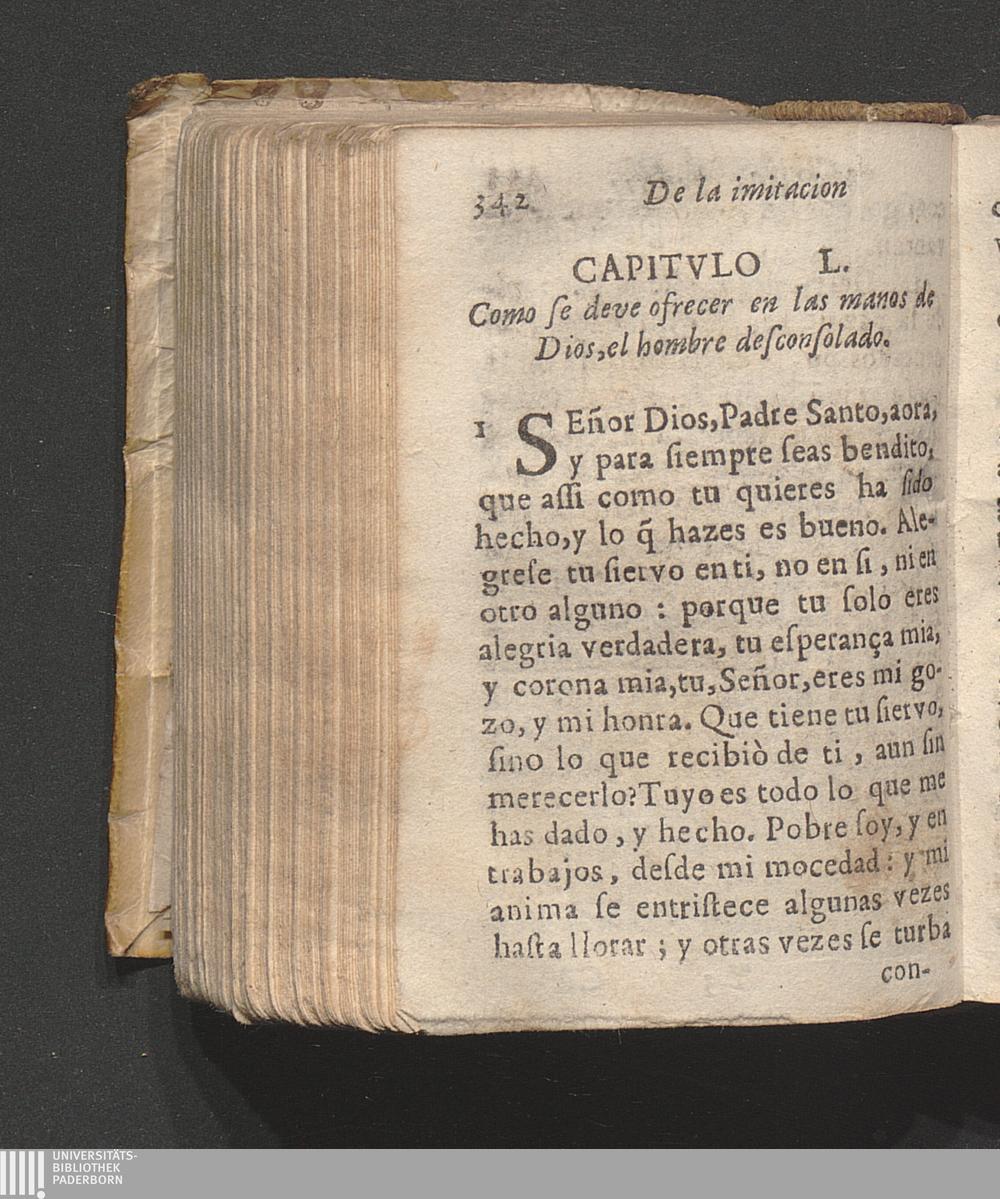 342 De la imitacion
CAPITVLO L.
Como ſe deve ofrecer en las manos de
Dios,el hombre deſconſolado.
1 SEñor Dios,Padre Santo,aora,
y para ſiempre ſeas bendito,
que aſſi como tu quieres ha ſido
hecho,y lo q̃ hazes es bueno. Ale-
greſe tu ſiervo en ti, no en ſi, ni en
otro alguno : porque tu ſolo eres
alegria verdadera, tu eſperança mia,
y corona mia,tu,Señor,eres mi go-
zo, y mi honra. Que tiene tu ſiervo,
ſino lo que recibiò de ti, aun ſin
merecerlo?Tuyo es todo lo que me
has dado, y hecho. Pobre ſoy, y en
trabajos, deſde mi mocedad : y mi
anima ſe entriſtece algunas vezes
haſta llorar ; y otras vezes ſe turba
con-
UNIVERSITÄTS-
BIBLIOTHEK
PADERBORN